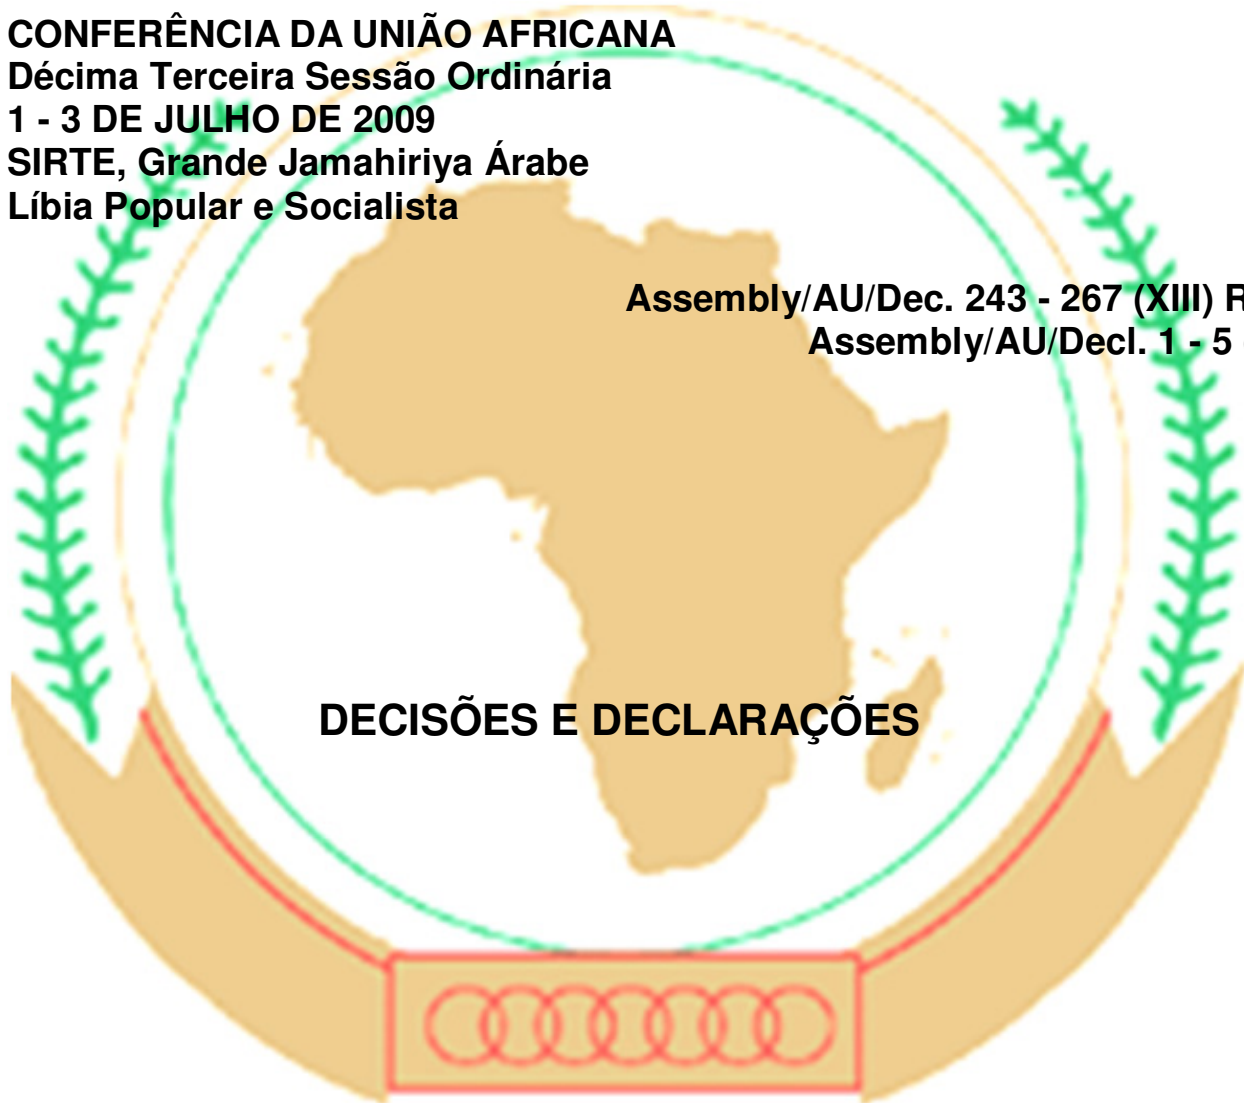 CONFERÊNCIA DA UNIÃO AFRICANA
Décima Terceira Sessão Ordinária
1 - 3 DE JULHO DE 2009
SIRTE, Grande Jamahiriya Árabe
Líbia Popular e Socialista
Assembly/AU/Dec. 243 - 267 (XIII)
Assembly/AU/Decl. 1 - 5
DECISÕES E DECLARAÇÕES